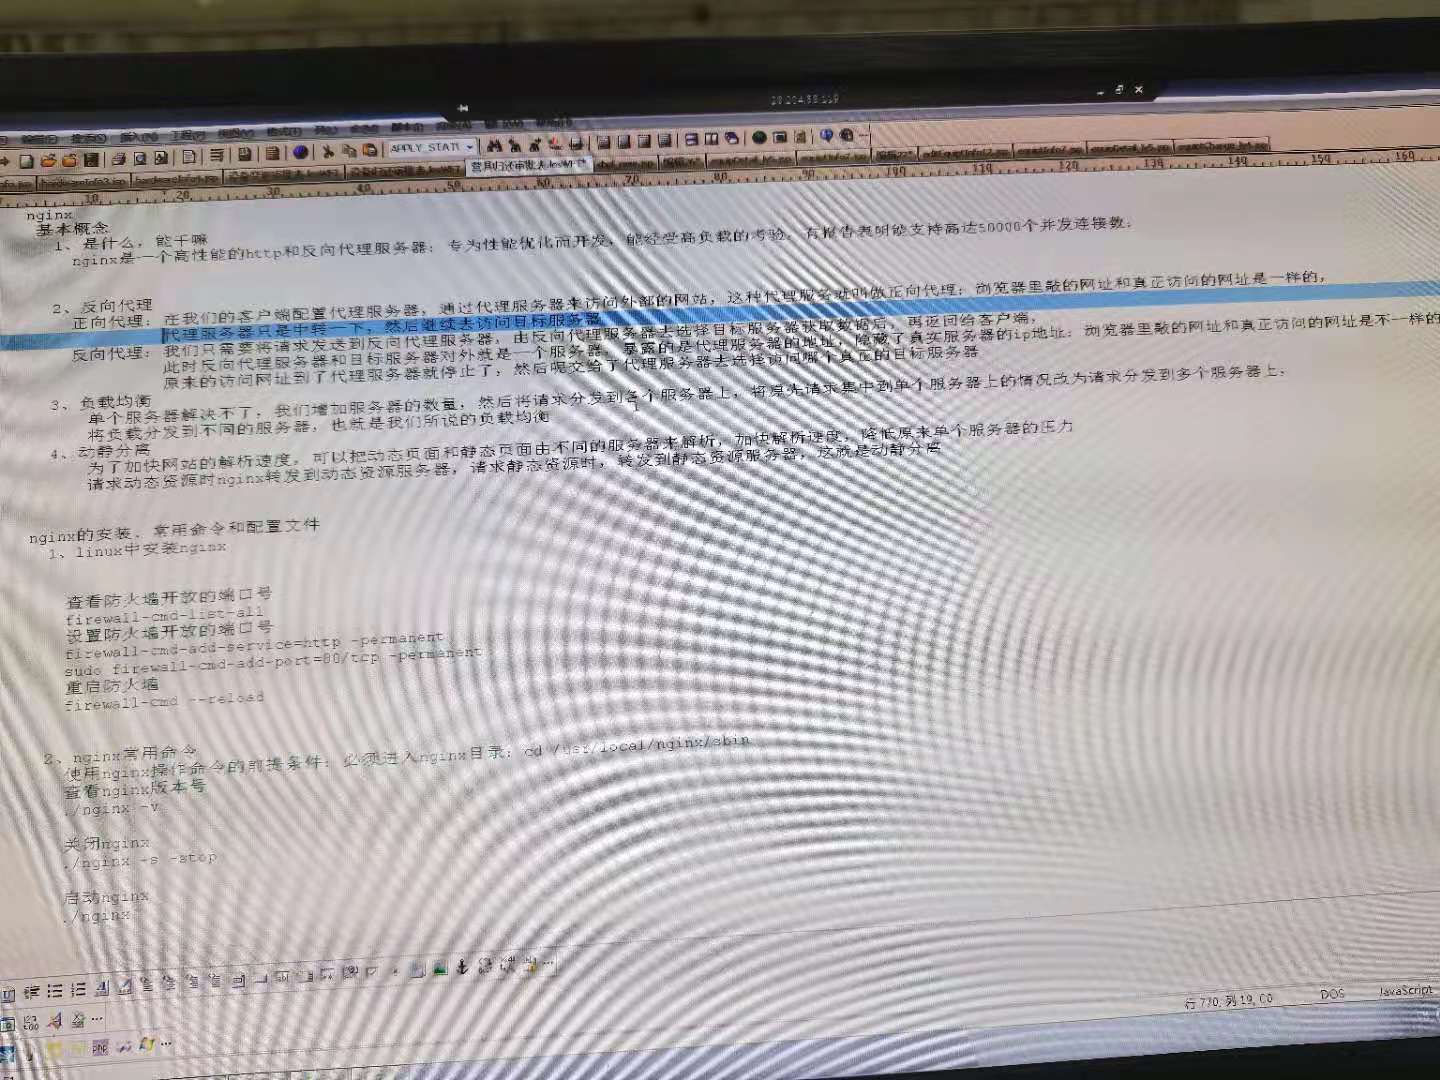 APPLY_STATU
nginx
基本概念
1、是什么，能干嘛
nginx是一个高性能的http和反向代理服务器；专为性能优化而开发，能经受高负载的考验，有报告表明能支持高达50000个并发连接数；
2、反向代理
正向代理：在我们的客户端配置代理服务器，通过代理服务器来访问外部的网站，这种代理服务就叫做正向代理；浏览器里敲的网址和真正访问的网址是一样的，
代理服务器只是中转一下，然后继续去访问目标服务器
反向代理：我们只需要将请求发送到反向代理服务器，由反向代理服务器去选择目标服务器获取数据后，再返回给客户端，
此时反向代理服务器和目标服务器对外就是一个服务器，暴露的是代理服务器的地址，隐藏了真实服务器的ip地址；浏览器里敲的网址和真正访问的网址是不一样的
原来的访问网址到了代理服务器就停止了，然后呢交给了代理服务器去选择访问哪个真正的目标服务器
3、负载均衡
单个服务器解决不了，我们增加服务器的数量，然后将请求分发到各个服务器上，将原先请求集中到单个服务器上的情况改为请求分发到多个服务器上，
将负载分发到不同的服务器，也就是我们所说的负载均衡
4、动静分离
为了加快网站的解析速度，可以把动态页面和静态页面由不同的服务器来解析，加快解析速度，降低原来单个服务器的压力
请求动态资源时nginx转发到动态资源服务器，请求静态资源时，转发到静态资源服务器，这就是动静分离
nginx的安装、常用命令和配置文件
1、linux中安装nginx
查看防火墙开放的端口号
firewall-cmd-list-all
设置防火墙开放的端口号
firewall-cmd-add-service=http -permanent
sudo firewall-cmd-add-port=80/tcp -permanent
重启防火墙
firewall-cmd --reload
2、nginx常用命令
使用nginx操作命令的前提条件；必须进入nginx目录；cd /usr/local/nginx/sbin
查看nginx版本号
./nginx -v
关闭nginx
./nginx -s -stop
启动nginx
./nginx
行 770, 列 19, C0
DOS
JavaScript